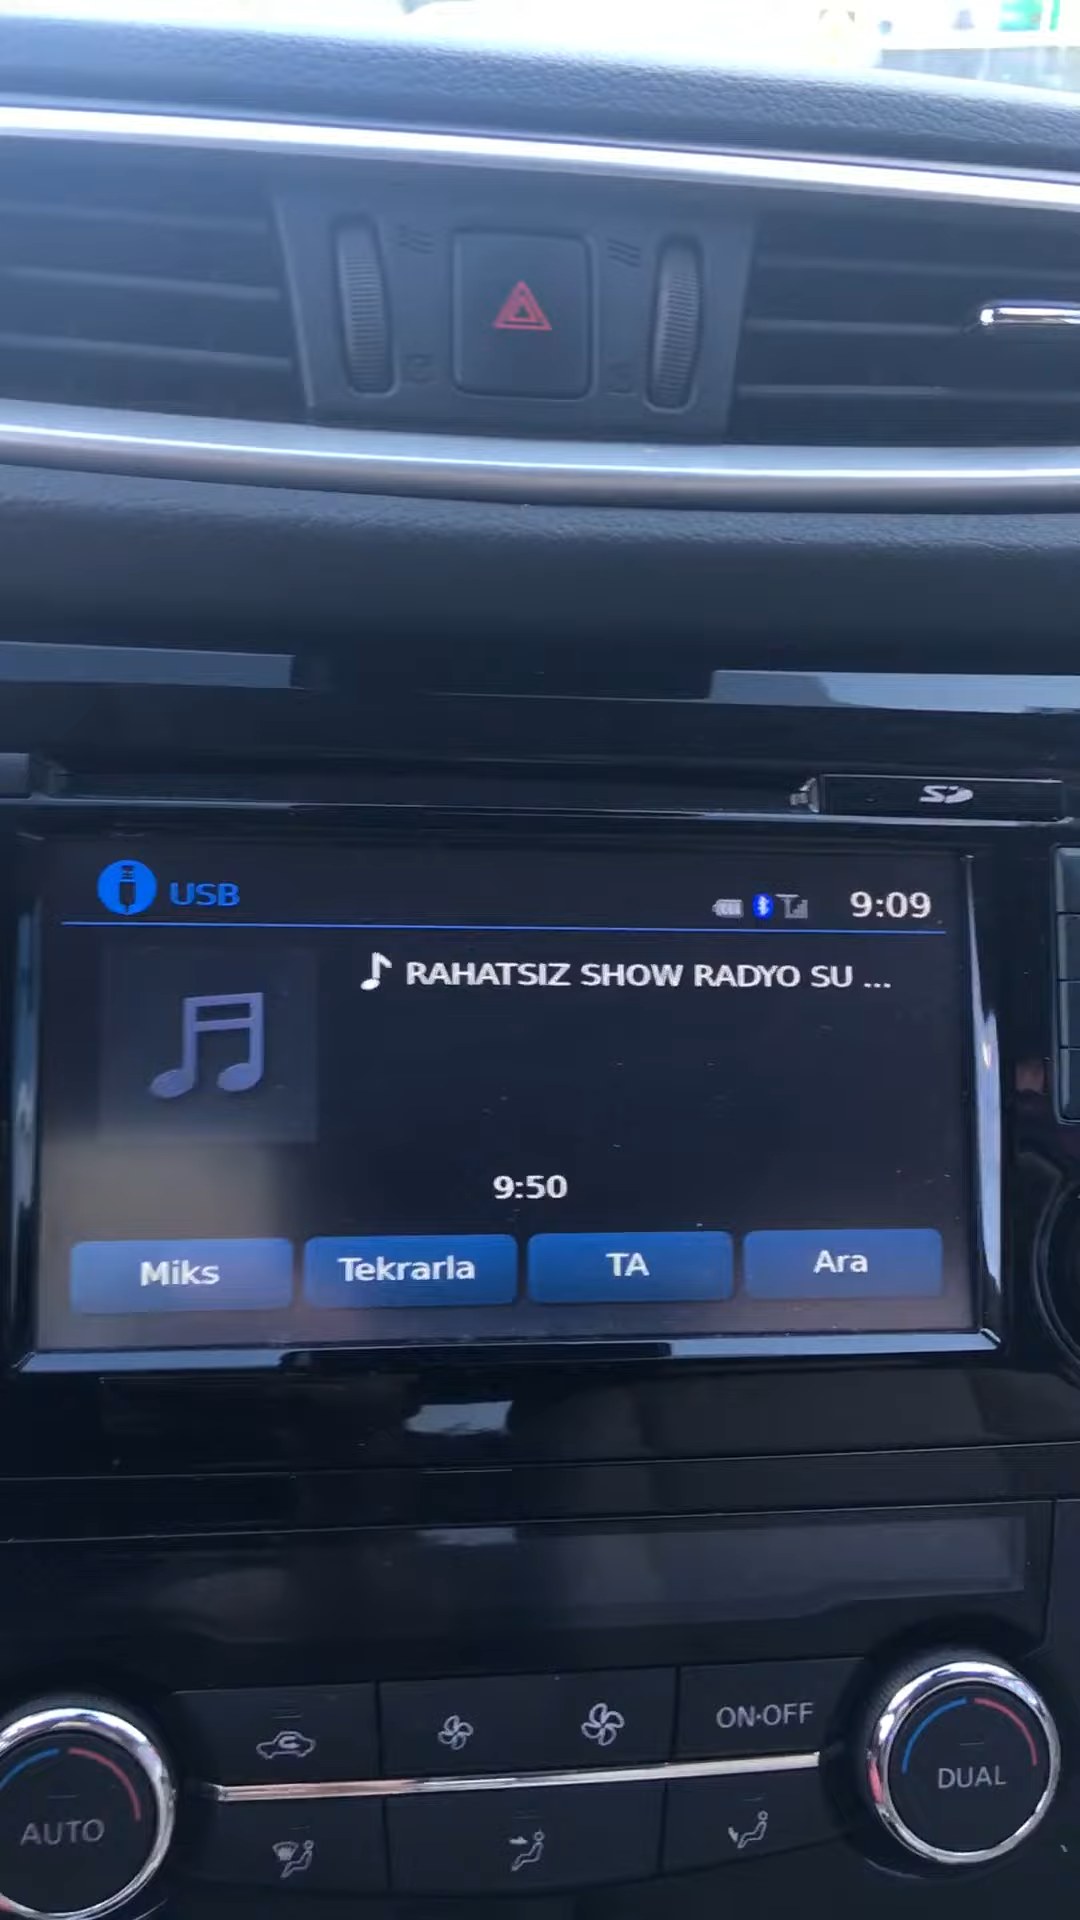 SD
USB
9:09
RAHATSIZ SHOW RADYO SU ...
9:50
Miks
Tekrarla
TA
Ara
ON·OFF
AUTO
DUAL